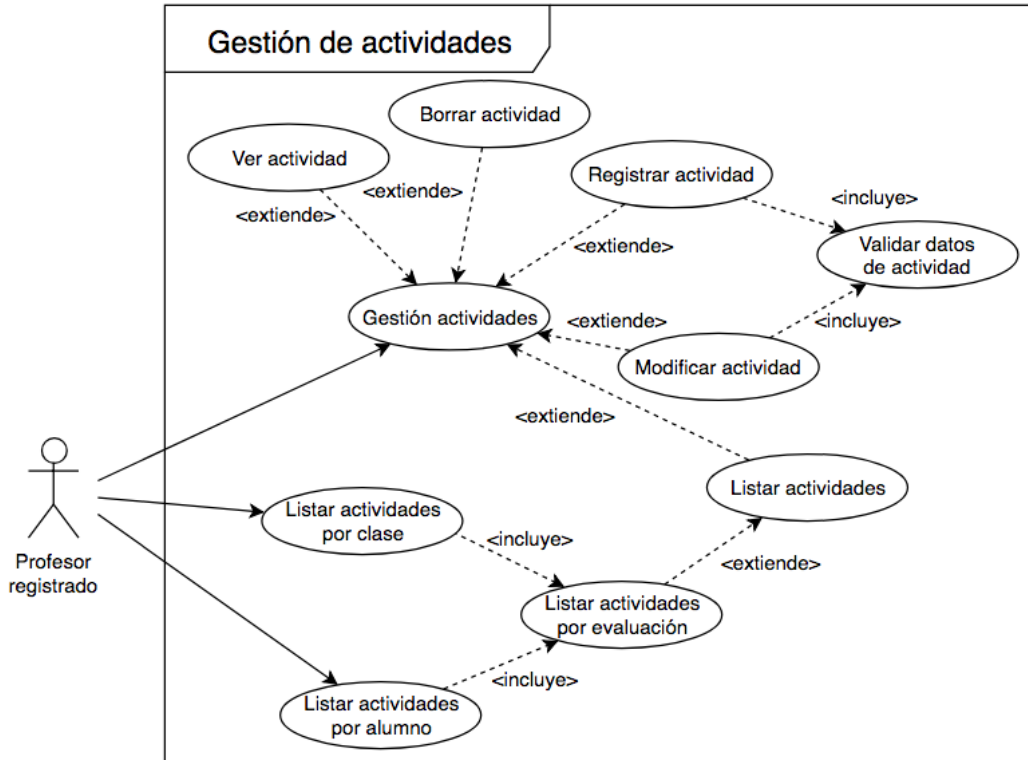 Gestión de actividades
Borrar actividad
Ver actividad
Registrar actividad
<extiende>
<extiende>
<incluye>
<extiende>
Validar datos
de actividad
Gestión actividades
<extiende>
<incluye>
Modificar actividad
<extiende>
Listar actividades
Listar actividades
por clase
<incluye>
<extiende>
Profesor
registrado
Listar actividades
por evaluación
<incluye>
Listar actividades
por alumno